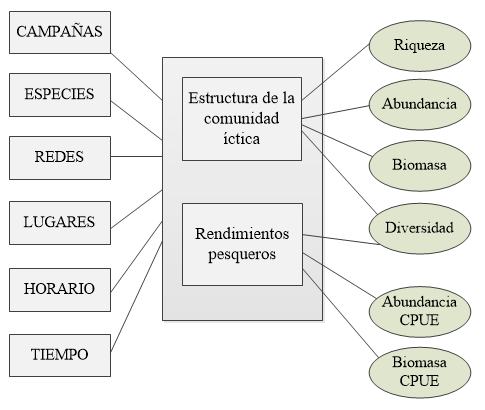 CAMPAÑAS
ESPECIES
REDES
LUGARES
HORARIO
TIEMPO
Estructura de la
comunidad
íctica
Rendimientos
pesqueros
Riqueza
Abundancia
Biomasa
Diversidad
Abundancia
CPUE
Biomasa
CPUE